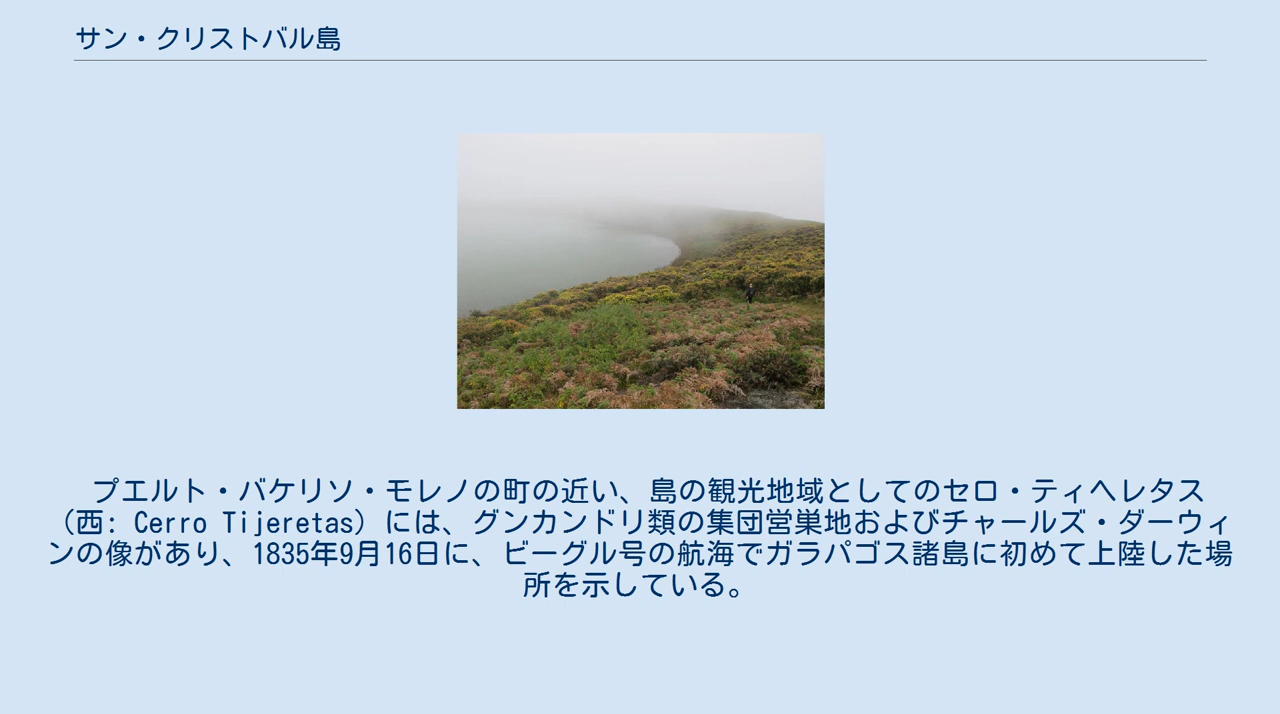 サン・クリストバル島
プエルト・バケリソ・モレノの町の近い、島の観光地域としてのセロ・ティヘレタス
（西: Cerro Tijeretas）には、グンカンドリ類の集団営巣地およびチャールズ・ダーウィ
ンの像があり、1835年9月16日に、ビーグル号の航海でガラパゴス諸島に初めて上陸した場
所を示している。